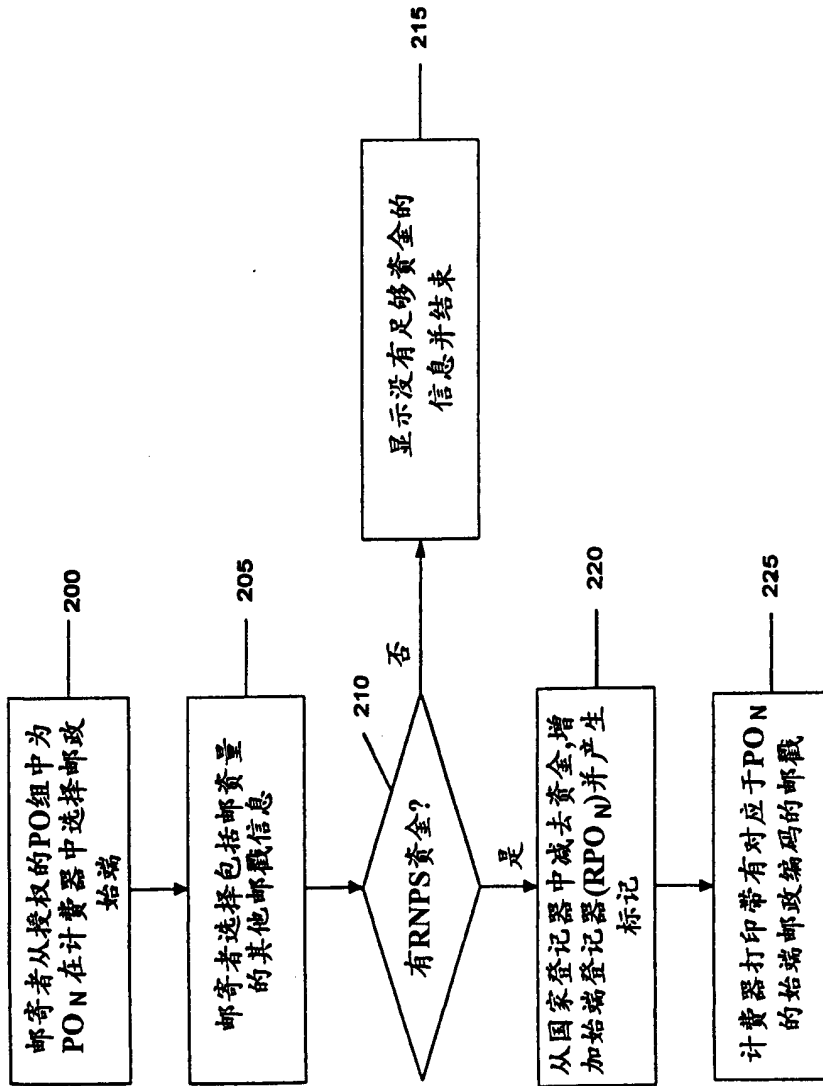 邮寄者从授权的PO组中为
PO N 在计费器中选择邮政
始端
200
邮寄者选择包括邮资量
的其他邮戳信息
205
有RNPS资金?
210
否
显示没有足够资金的
信息并结束
215
是
从国家登记器中减去资金,增
加始端登记器(RPO N)并产生
标记
220
计费器打印带有对应于PO N
的始端邮政编码的邮戳
225